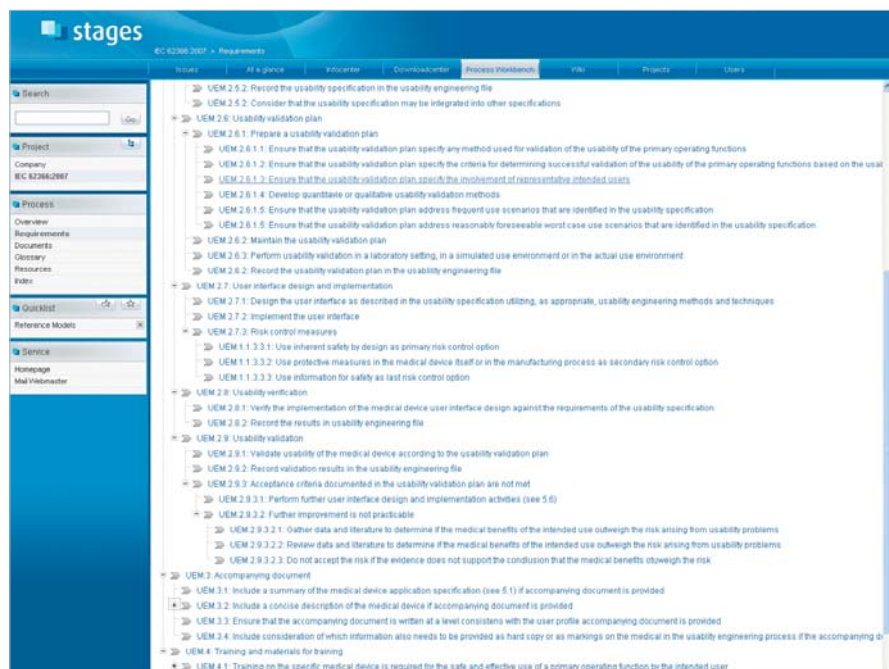 stages
IEC 62366:2007 » Requirements
Issues At a glance Infocenter Downloadcenter Process Workbench Wiki Projects Users
Search
Go
Project
Company
IEC 62366:2007
Process
Overview
Requirements
Documents
Glossary
Resources
Index
Quicklist
Reference Models
Service
Homepage
Mail Webmaster
UEM.2.5.2: Record the usability specification in the usability engineering file
UEM.2.5.2: Consider that the usability specification may be integrated into other specifications
UEM.2.6: Usability validation plan
UEM.2.6.1: Prepare a usability validation plan
UEM.2.6.1.1: Ensure that the usability validation plan specify any method used for validation of the usability of the primary operating functions
UEM.2.6.1.2: Ensure that the usability validation plan specify the criteria for determining successful validation of the usability of the primary operating functions based on the usab
UEM.2.6.1.3: Ensure that the usability validation plan specify the involvement of representative intended users
UEM.2.6.1.4: Develop quantitavie or qualitative usability validation methods
UEM.2.6.1.5: Ensure that the usability validation plan address frequent use scenarios that are identified in the usability specification
UEM.2.6.1.5: Ensure that the usability validation plan address reasonably foreseeable worst case use scenarios that are identified in the usability specification
UEM.2.6.2: Maintain the usability validation plan
UEM.2.6.3: Perform usability validation in a laboratory setting, in a simulated use environment or in the actual use environment
UEM.2.6.2: Record the usability validation plan in the usability engineering file
UEM.2.7: User interface design and implementation
UEM.2.7.1: Design the user interface as described in the usability specification utilizing, as appropriate, usability engineering methods and techniques
UEM.2.7.2: Implement the user interface
UEM.2.7.3: Risk control measures
UEM.1.1.3.3.1: Use inherent safety by design as primary risk control option
UEM.1.1.3.3.2: Use protective measures in the medical device itself or in the manufacturing process as secondary risk control option
UEM.1.1.3.3.3: Use information for safety as last risk control option
UEM.2.8: Usability verification
UEM.2.8.1: Verify the implementation of the medical device user interface design against the requirements of the usability specification
UEM.2.8.2: Record the results in usability engineering file
UEM.2.9: Usability validation
UEM.2.9.1: Validate usability of the medical device according to the usability validation plan
UEM.2.9.2: Record validation results in the usability engineering file
UEM.2.9.3: Acceptance criteria documented in the usability validation plan are not met
UEM.2.9.3.1: Perform further user interface design and implementation activities (see 5.6)
UEM.2.9.3.2: Further improvement is not practicable
UEM.2.9.3.2.1: Gather data and literature to determine if the medical benefits of the intended use outweigh the risk arising from usability problems
UEM.2.9.3.2.2: Review data and literature to determine if the medical benefits of the intended use outweigh the risk arising from usability problems
UEM.2.9.3.2.3: Do not accept the risk if the evidence does not support the condlusion that the medical benefits otuweigh the risk
UEM.3: Accompanying document
UEM.3.1: Include a summary of the medical device application specification (see 5.1) if accompanying document is provided
UEM.3.2: Include a concise description of the medical device if accompanying document is provided
UEM.3.3: Ensure that the accompanying document is written at a level consistens with the user profile accompanying document is provided
UEM.3.4: Include consideration of which information also needs to be provided as hard copy or as markings on the medical in the usability engineering process if the accompanying do
UEM.4: Training and materials for training
UEM.4.1: Training on the specific medical device is required for the safe and effective use of a primary operating function by the intended user